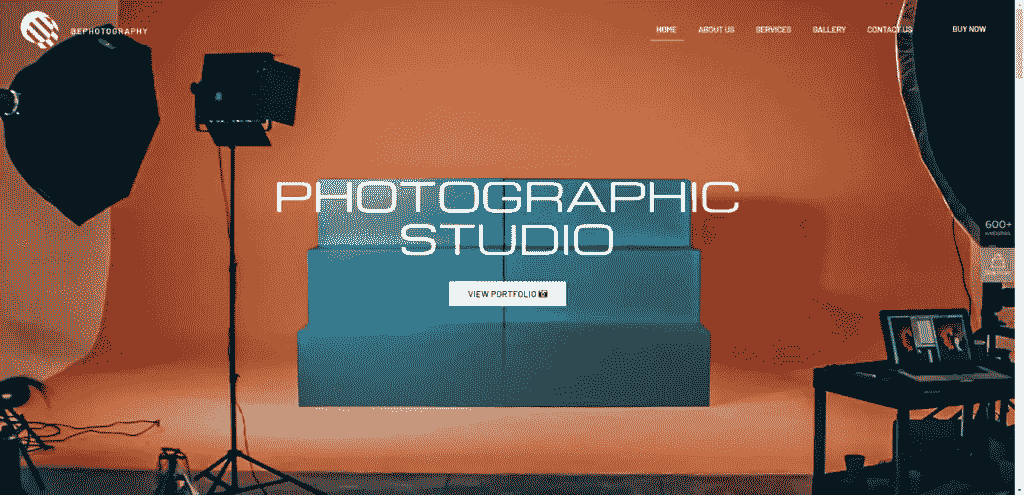 BEPHOTOGRAPHY
HOME ABOUT US SERVICES GALLERY CONTACT US BUY NOW
PHOTOGRAPHIC
STUDIO
600+
websites
VIEW PORTFOLIO